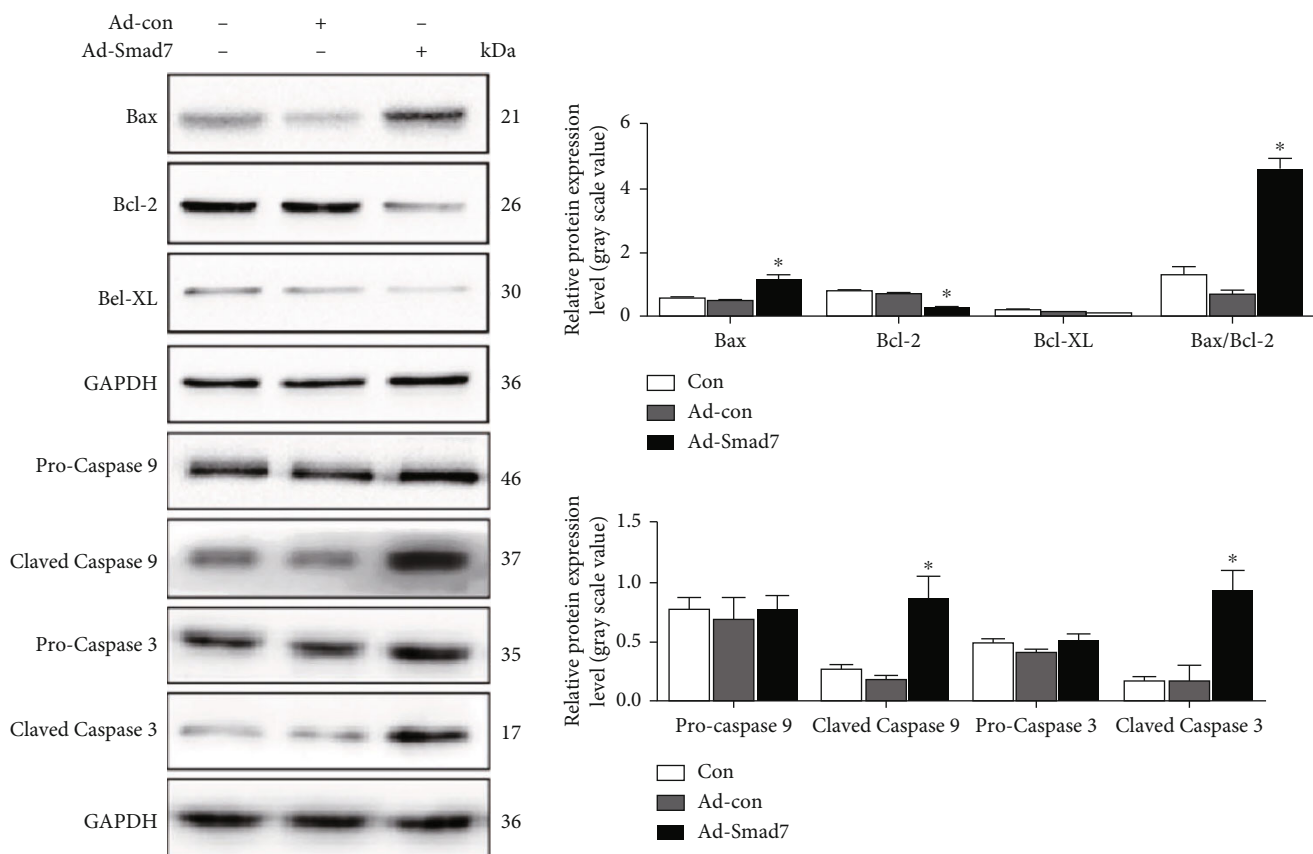 Ad-con – + –
Ad-Smad7 – – + kDa
Bax 21
Bcl-2 26
Bel-XL 30
GAPDH 36
Pro-Caspase 9 46
Claved Caspase 9 37
Pro-Caspase 3 35
Claved Caspase 3 17
GAPDH 36
Relative protein expression
level (gray scale value)
6
4
2
0
* * *
Bax Bcl-2 Bcl-XL Bax/Bcl-2
Con
Ad-con
Ad-Smad7
Relative protein expression
level (gray scale value)
1.5
1.0
0.5
0.0
* *
Pro-caspase 9 Claved Caspase 9 Pro-Caspase 3 Claved Caspase 3
Con
Ad-con
Ad-Smad7